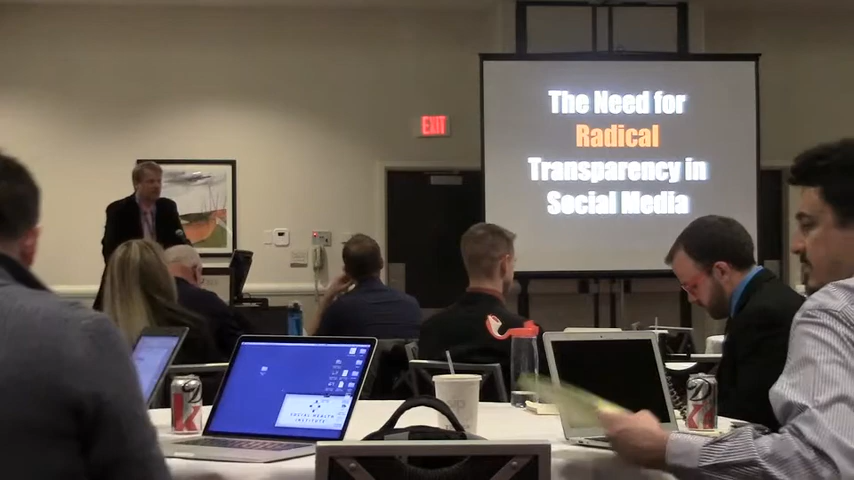 EXIT
The Need for
Radical
Transparency in
Social Media
SOCIAL HEALTH
INSTITUTE
K